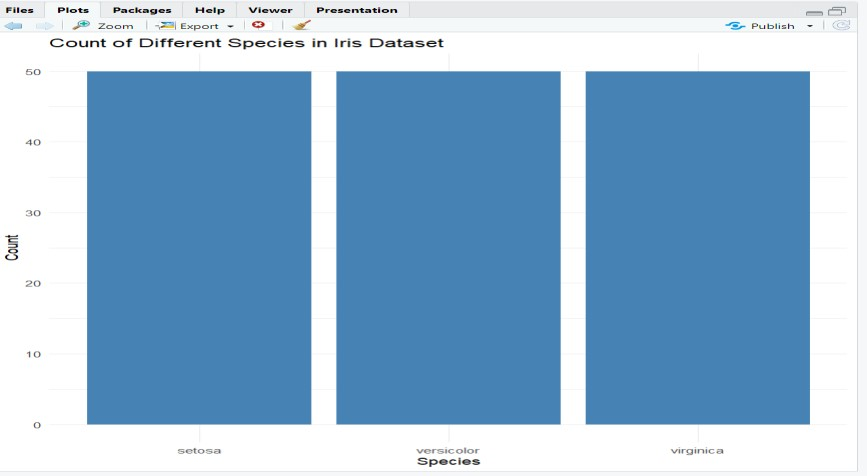 Files Plots Packages Help Viewer Presentation
Zoom Export Publish
Count of Different Species in Iris Dataset
50
40
30
20
10
0
Count
setosa versicolor virginica
Species